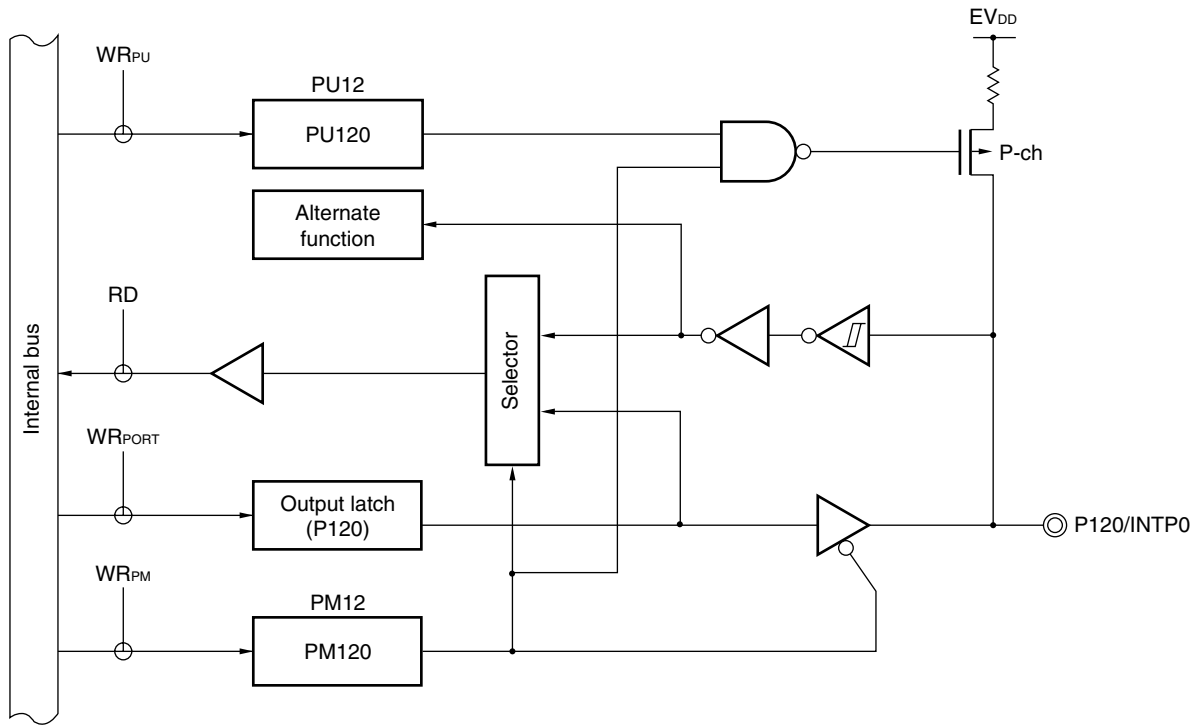 EVDD
WRPU
PU12
PU120
P-ch
Alternate
function
RD
Internal bus
Selector
WRPORT
Output latch
(P120)
P120/INTP0
WRPM
PM12
PM120